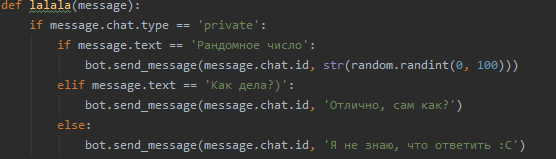 def lalala(message):
if message.chat.type == 'private':
if message.text == 'Рандомное число':
bot.send_message(message.chat.id, str(random.randint(0, 100)))
elif message.text == 'Как дела?)':
bot.send_message(message.chat.id, 'Отлично, сам как?')
else:
bot.send_message(message.chat.id, 'Я не знаю, что ответить :С')